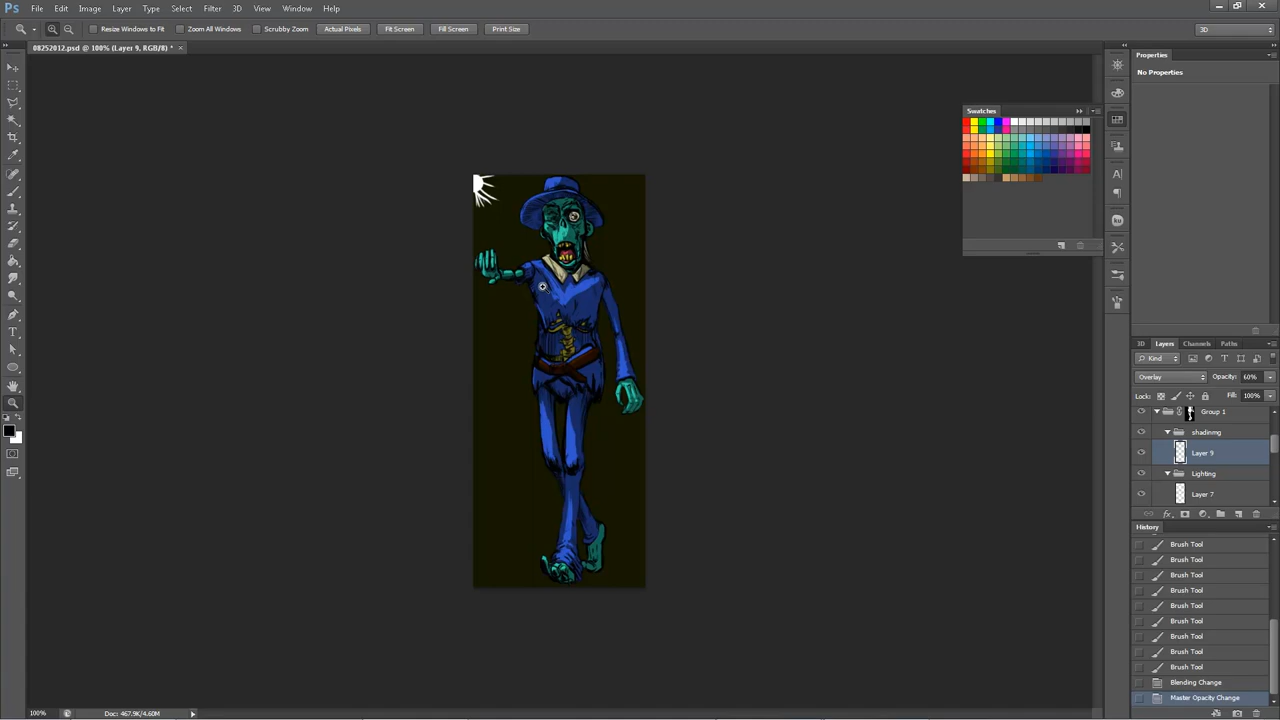 Ps File Edit Image Layer Type Select Filter 3D View Window Help
Resize Windows to Fit Zoom All Windows Scrubby Zoom Actual Pixels Fit Screen Fill Screen Print Size 3D
08252012.psd @ 100% (Layer 9, RGB/8) * ×
Properties
No Properties
Swatches
3D Layers Channels Paths
Kind
Overlay Opacity: 60%
Lock: Fill: 100%
Group 1
shadinmg
Layer 9
Lighting
Layer 7
fx
History
Brush Tool
Brush Tool
Brush Tool
Brush Tool
Brush Tool
Brush Tool
Brush Tool
Brush Tool
Brush Tool
Blending Change
Master Opacity Change
100% Doc: 467.9K/4.60M